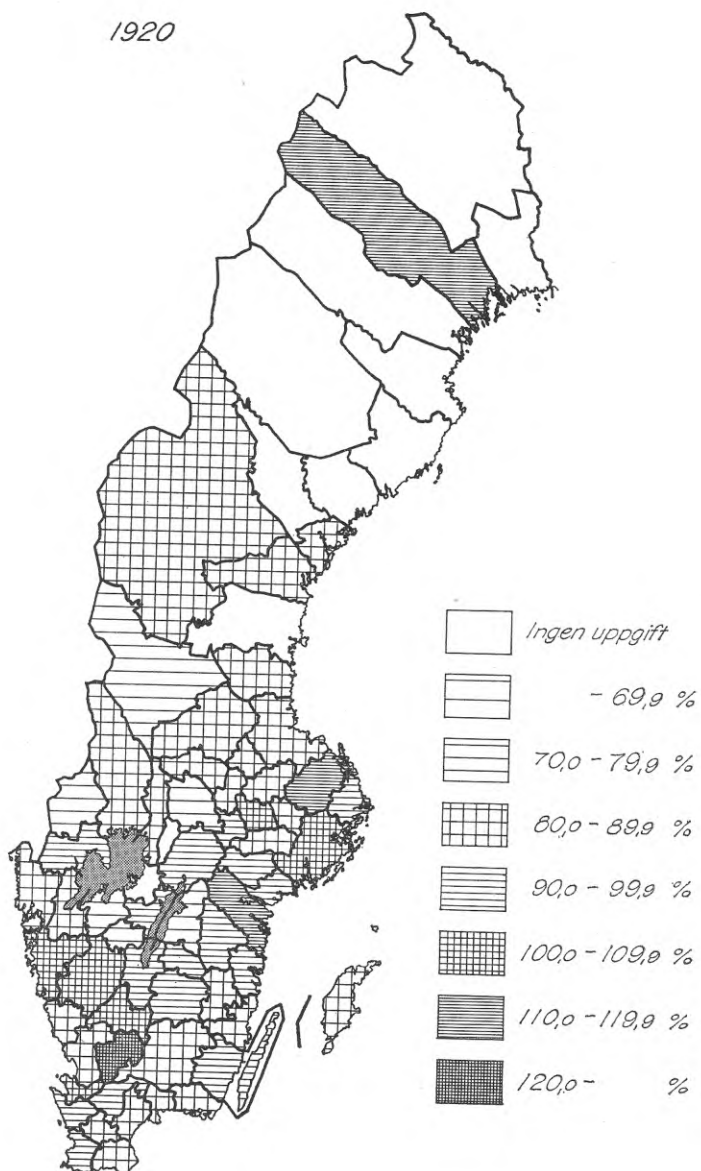 1920
Ingen uppgift
- 69,9 %
70,0 - 79,9 %
80,0 - 89,9 %
90,0 - 99,9 %
100,0 - 109,9 %
110,0 - 119,9 %
120,0 - %